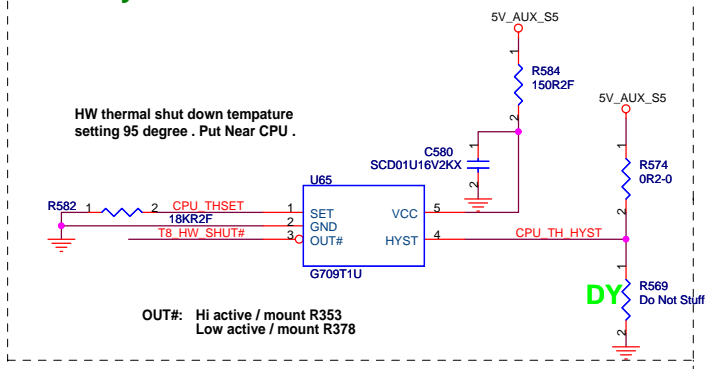 5V_AUX_S5
1
R584
150R2F
2
5V_AUX_S5
HW thermal shut down tempature
setting 95 degree . Put Near CPU .
C580
SCD01U16V2KX
1
2
1
R574
0R2-0
2
U65
R582
1
2
CPU_THSET
18KR2F
T8_HW_SHUT#
1
2
3
SET
GND
OUT#
VCC
HYST
5
4
CPU_TH_HYST
G709T1U
1
R569
DY
Do Not Stuff
2
OUT#: Hi active / mount R353
Low active / mount R378